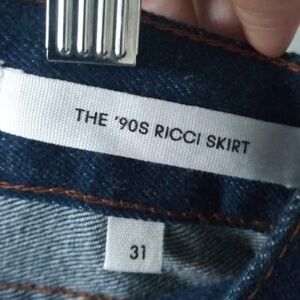 THE '90S RICCI SKIRT
31